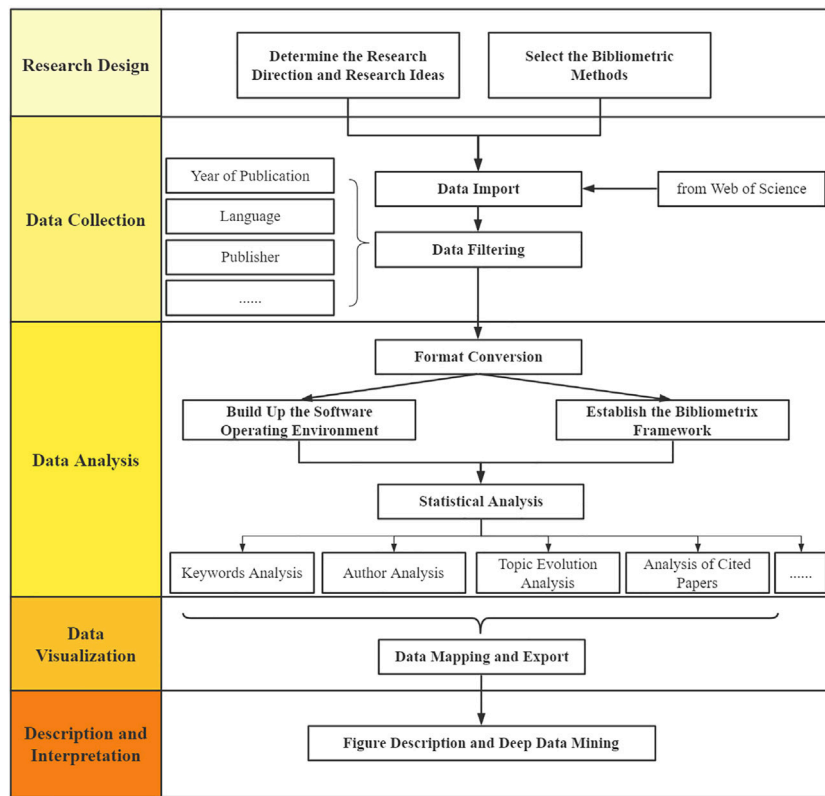 Research Design
Determine the Research
Direction and Research Ideas
Select the Bibliometric
Methods
Data Collection
Year of Publication
Language
Publisher
......
Data Import
from Web of Science
Data Filtering
Data Analysis
Format Conversion
Build Up the Software
Operating Environment
Establish the Bibliometrix
Framework
Statistical Analysis
Keywords Analysis
Author Analysis
Topic Evolution
Analysis
Analysis of Cited
Papers
......
Data
Visualization
Data Mapping and Export
Description and
Interpretation
Figure Description and Deep Data Mining